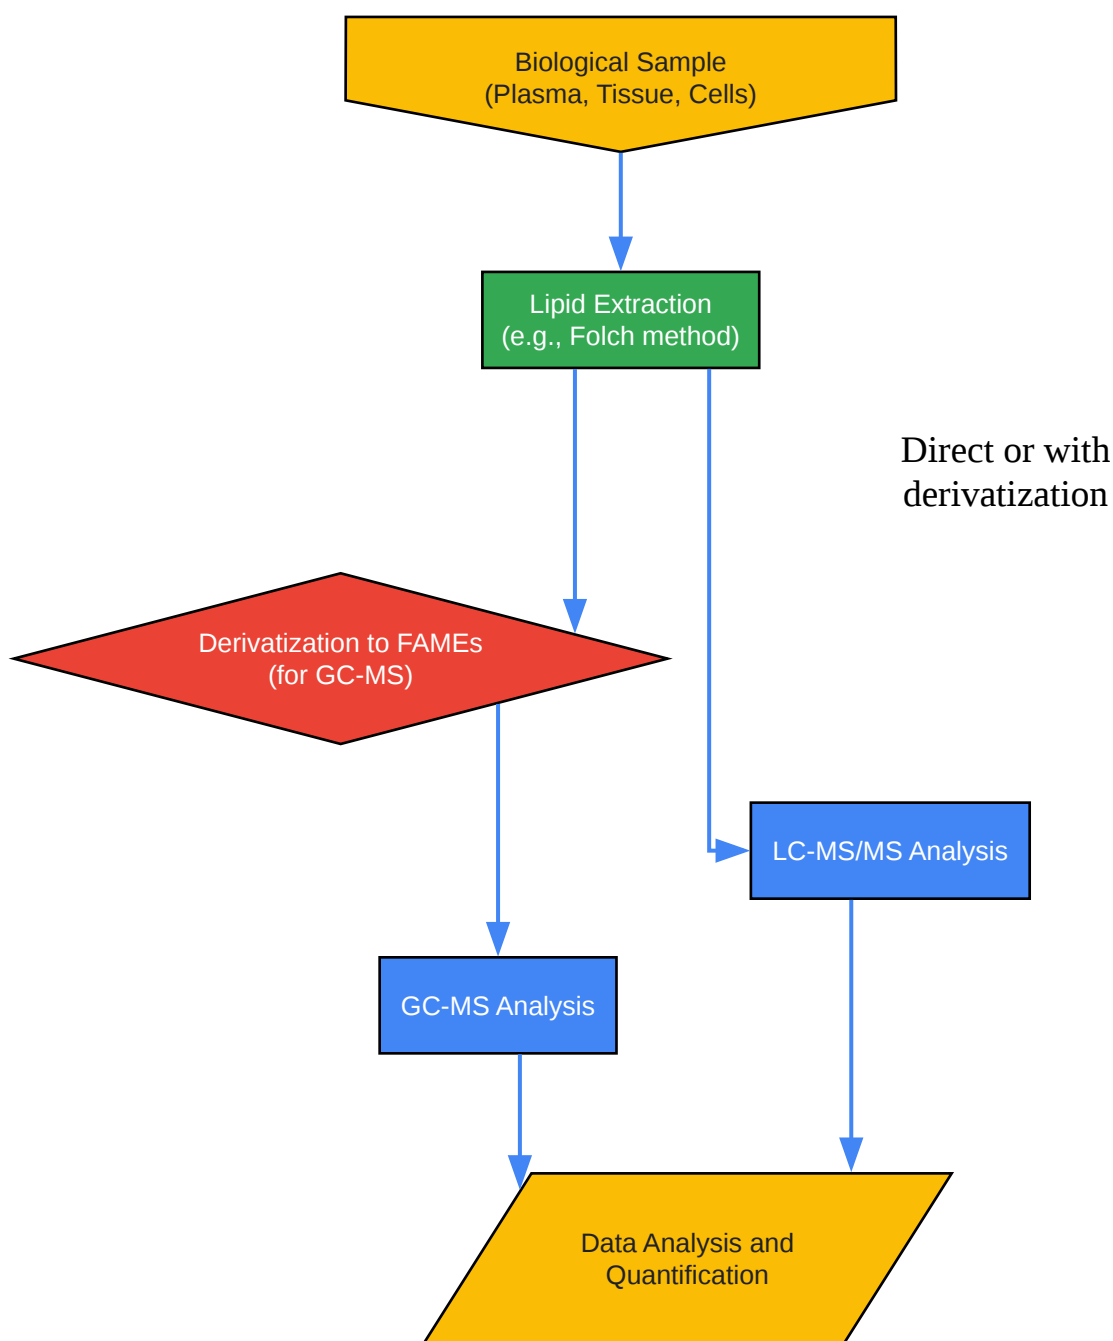 Biological Sample
(Plasma, Tissue, Cells)
Lipid Extraction
(e.g., Folch method)
Direct or with
derivatization
Derivatization to FAMEs
(for GC-MS)
LC-MS/MS Analysis
GC-MS Analysis
Data Analysis and
Quantification